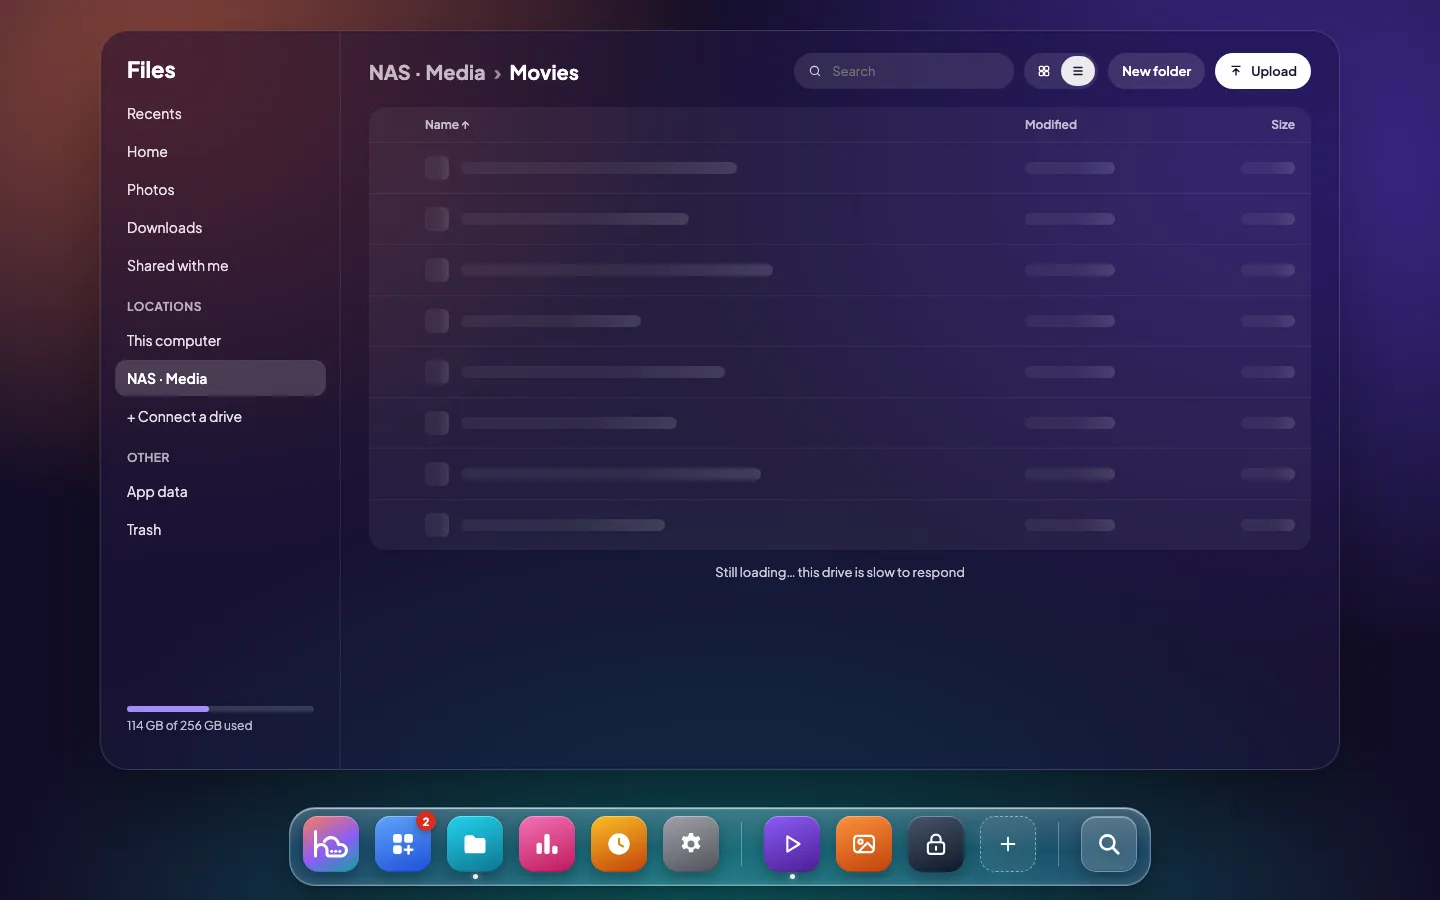 Files
Recents
Home
Photos
Downloads
Shared with me
LOCATIONS
This computer
NAS · Media
+ Connect a drive
OTHER
App data
Trash
114 GB of 256 GB used
NAS · Media › Movies
Search
New folder
Upload
Name ↑
Modified
Size
Still loading… this drive is slow to respond
2